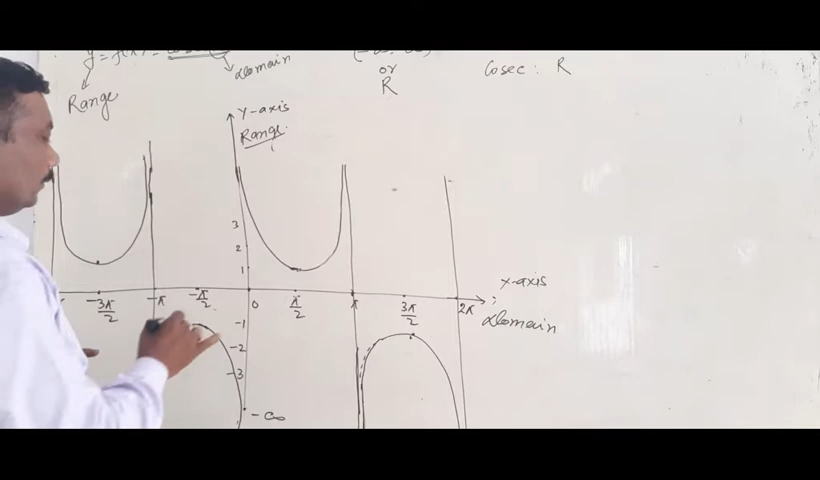 y = f(x) =
Domain
or
R
Cosec : R
Range
Y-axis
Range
3
2
1
-3π/2
-π
-π/2
0
π/2
π
3π/2
2π
x-axis
Domain
-1
-2
-3
-∞